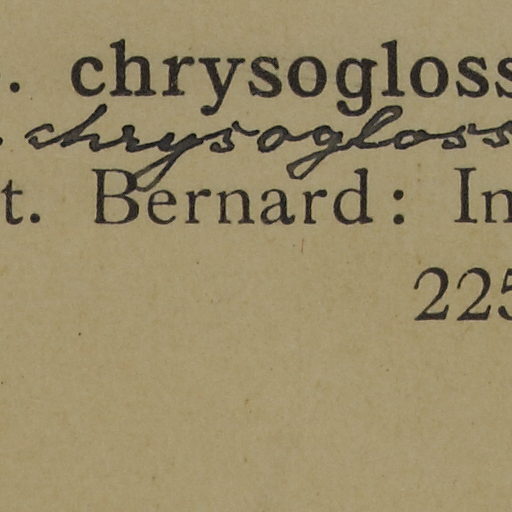 . chrysogloss
. chrysogloss
t. Bernard: In
225